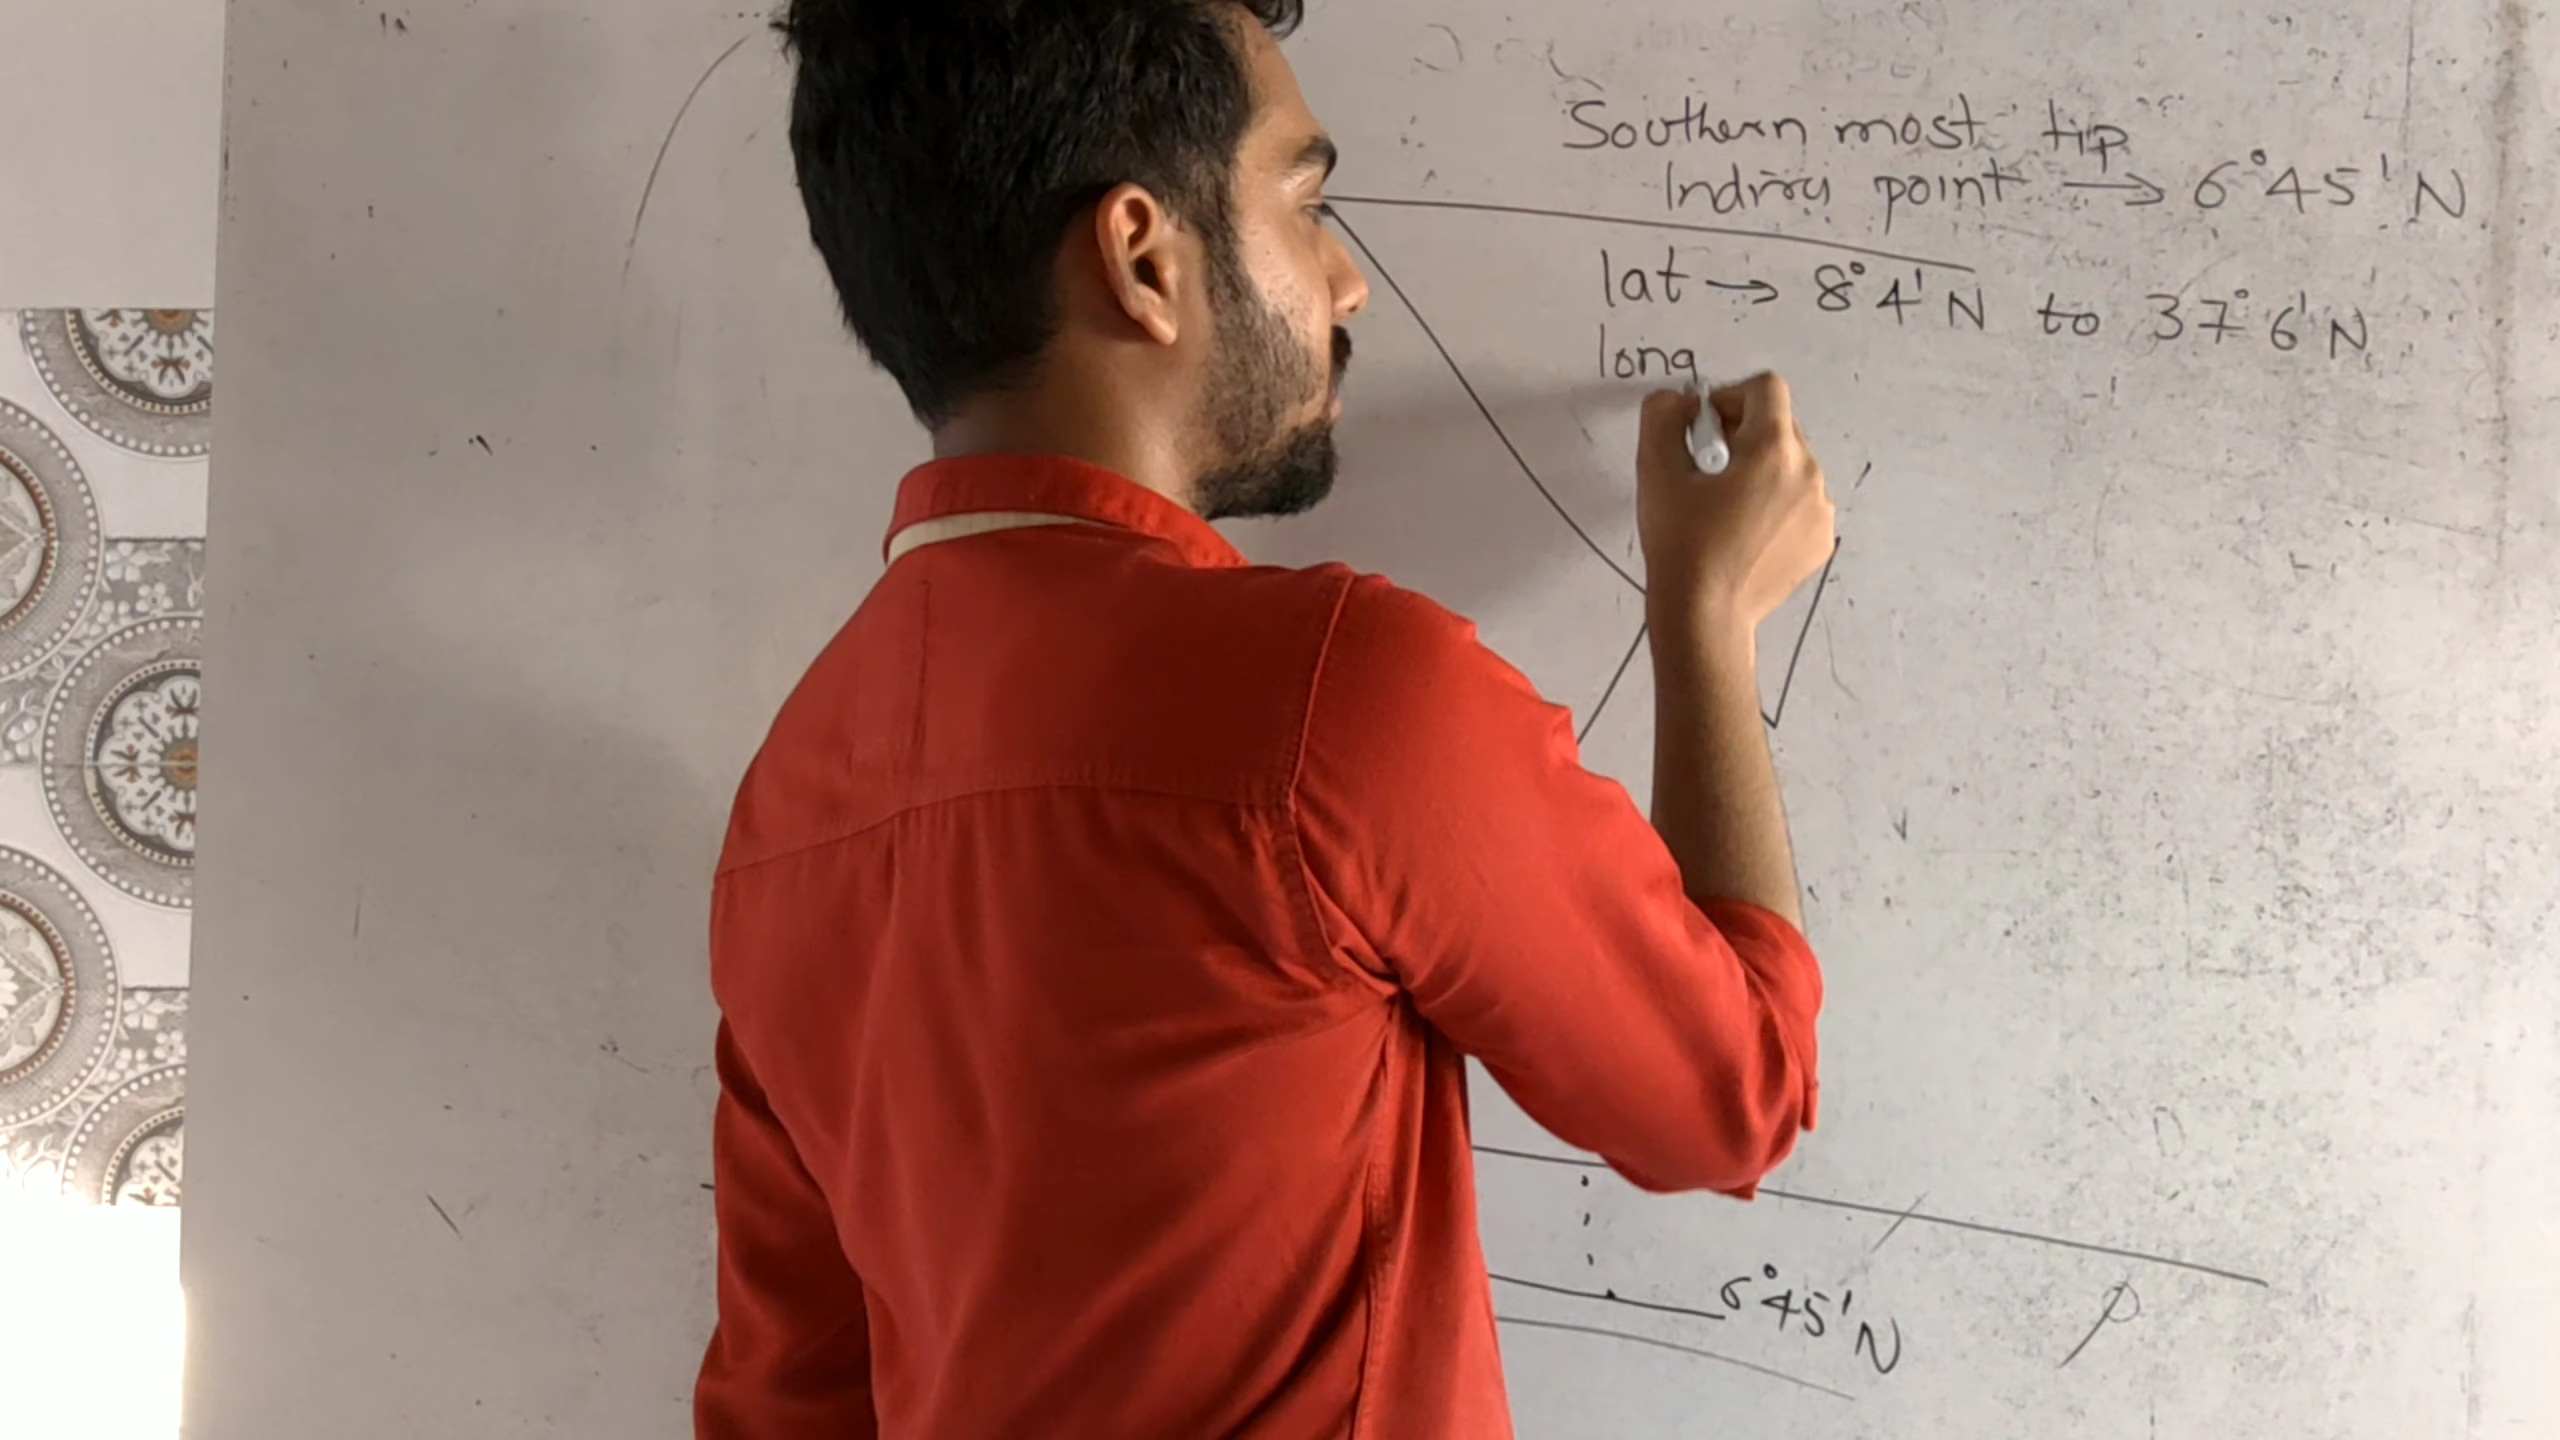 Southern most tip
Indira point → 6°45'N
lat → 8°4'N to 37°6'N
long
6°45'N